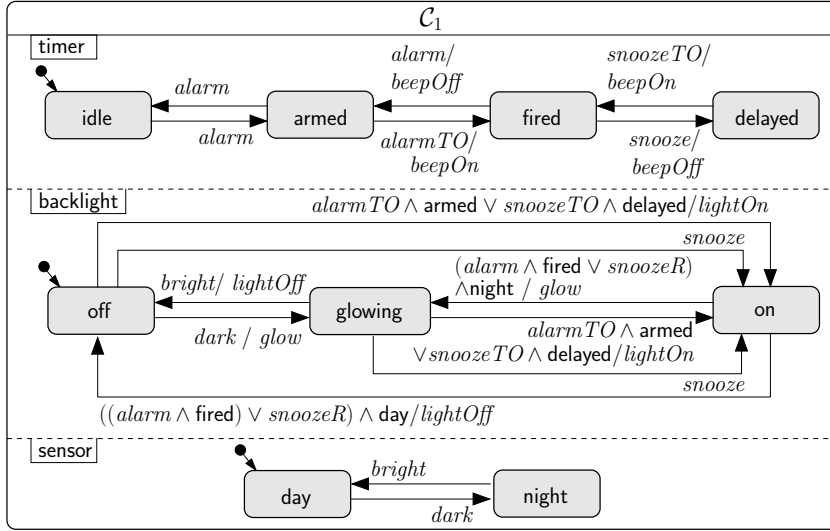 C₁
timer
alarm/
beepOff
snoozeTO/
beepOn
alarm
idle
armed
fired
delayed
alarm
alarmTO/
beepOn
snooze/
beepOff
backlight
alarmTO ∧ armed ∨ snoozeTO ∧ delayed/lightOn
snooze
(alarm ∧ fired ∨ snoozeR)
∧night / glow
bright/ lightOff
off
glowing
on
dark / glow
alarmTO ∧ armed
∨snoozeTO ∧ delayed/lightOn
snooze
((alarm ∧ fired) ∨ snoozeR) ∧ day/lightOff
sensor
bright
day
night
dark